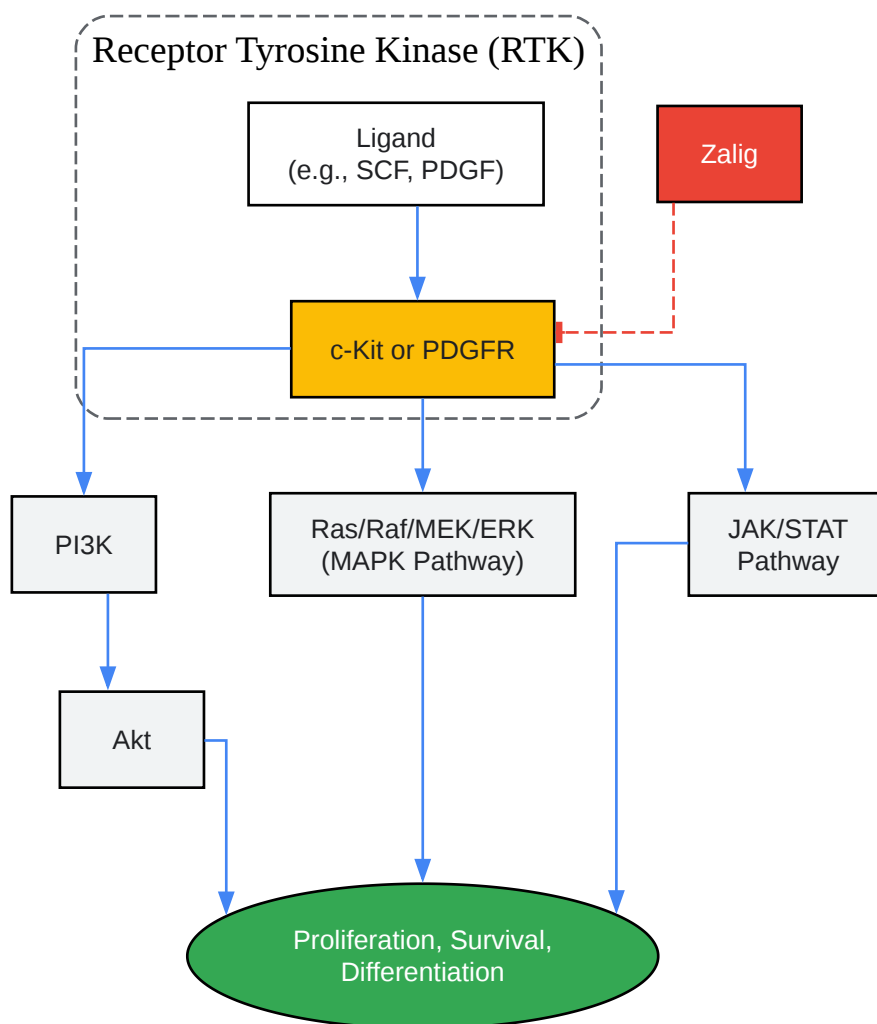 Receptor Tyrosine Kinase (RTK)
Ligand
(e.g., SCF, PDGF)
Zalig
c-Kit or PDGFR
PI3K
Ras/Raf/MEK/ERK
(MAPK Pathway)
JAK/STAT
Pathway
Akt
Proliferation, Survival,
Differentiation